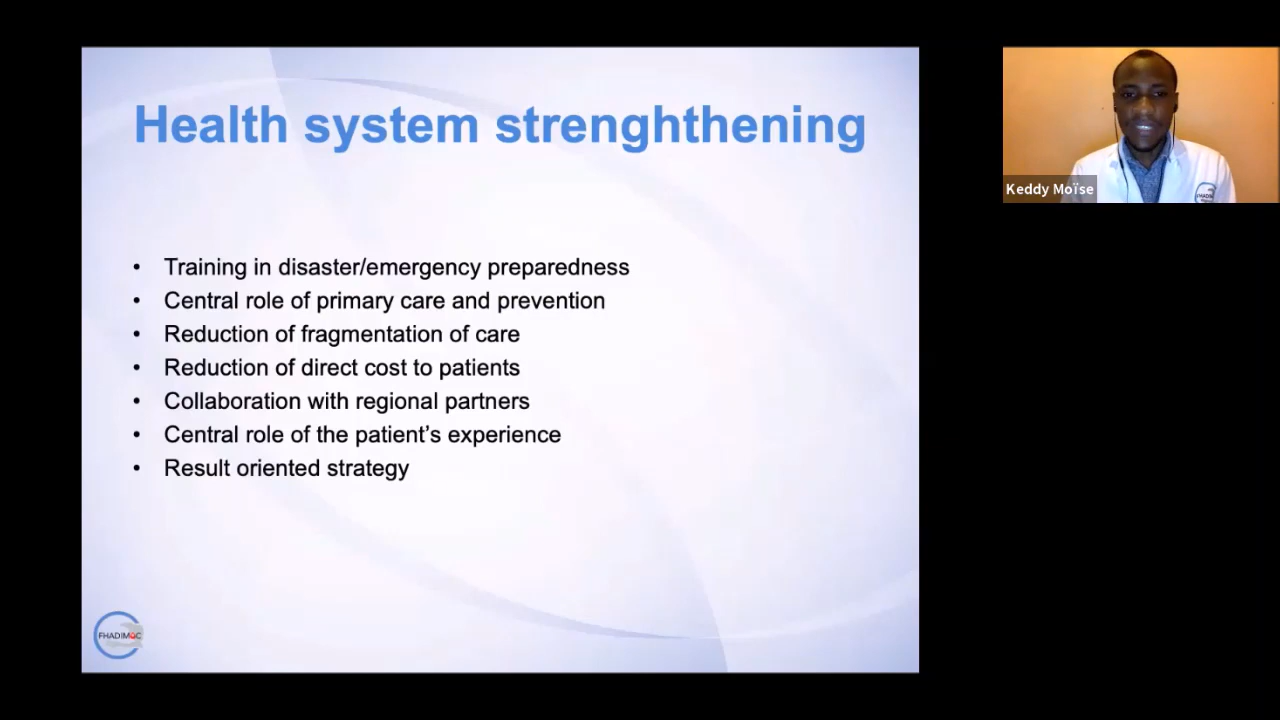 Health system strenghthening
• Training in disaster/emergency preparedness
• Central role of primary care and prevention
• Reduction of fragmentation of care
• Reduction of direct cost to patients
• Collaboration with regional partners
• Central role of the patient's experience
• Result oriented strategy
FHADIMAC
Keddy Moïse